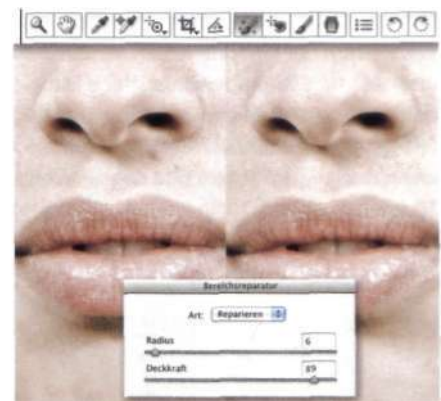 Bereichsreparatur
Art: Reparieren
Radius 6
Deckkraft 89